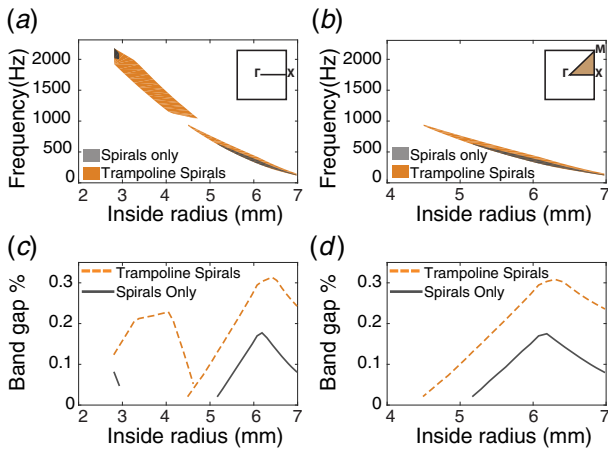 (a)
(b)
Frequency(Hz)
2000
1500
1000
500
0
Γ
X
Spirals only
Trampoline Spirals
2 3 4 5 6 7
Inside radius (mm)
Frequency(Hz)
2000
1500
1000
500
0
M
Γ
X
Spirals only
Trampoline Spirals
4 5 6 7
Inside radius (mm)
(c)
(d)
Band gap %
0.3
0.2
0.1
0
Trampoline Spirals
Spirals Only
2 3 4 5 6 7
Inside radius (mm)
Band gap %
0.3
0.2
0.1
0
Trampoline Spirals
Spirals Only
4 5 6 7
Inside radius (mm)